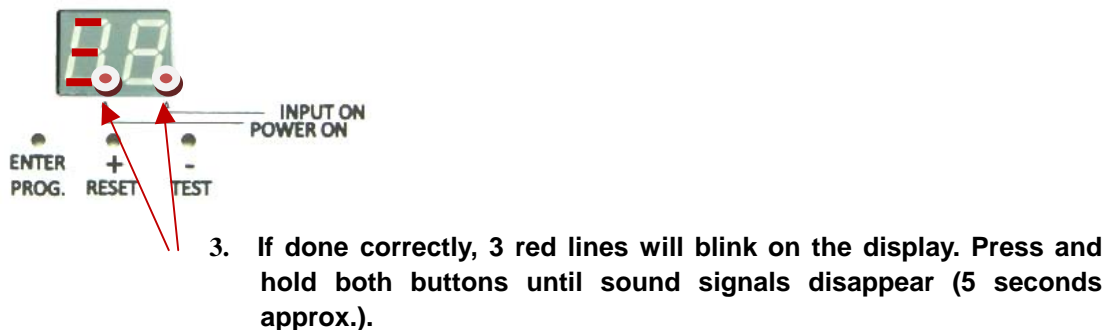 INPUT ON
POWER ON
ENTER + -
PROG. RESET TEST
3. If done correctly, 3 red lines will blink on the display. Press and
hold both buttons until sound signals disappear (5 seconds
approx.).